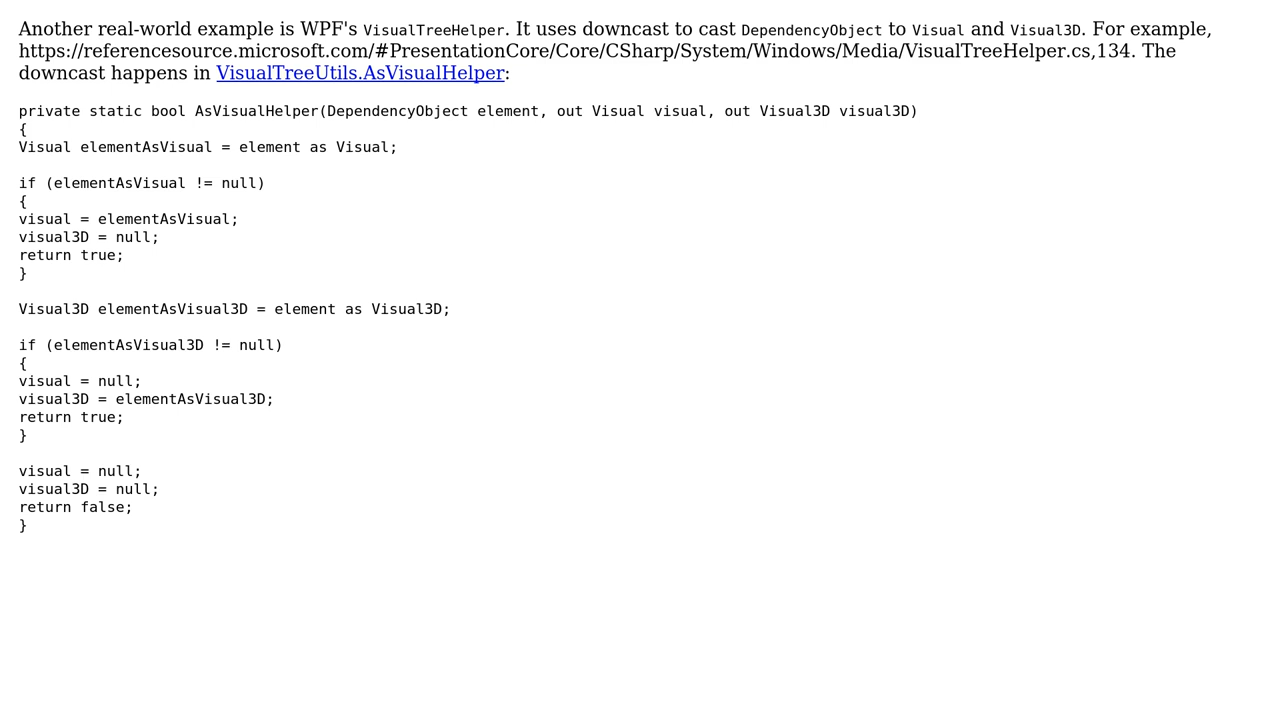 Another real-world example is WPF's VisualTreeHelper. It uses downcast to cast DependencyObject to Visual and Visual3D. For example,
https://referencesource.microsoft.com/#PresentationCore/Core/CSharp/System/Windows/Media/VisualTreeHelper.cs,134. The
downcast happens in VisualTreeUtils.AsVisualHelper:
private static bool AsVisualHelper(DependencyObject element, out Visual visual, out Visual3D visual3D)
{
Visual elementAsVisual = element as Visual;
if (elementAsVisual != null)
{
visual = elementAsVisual;
visual3D = null;
return true;
}
Visual3D elementAsVisual3D = element as Visual3D;
if (elementAsVisual3D != null)
{
visual = null;
visual3D = elementAsVisual3D;
return true;
}
visual = null;
visual3D = null;
return false;
}